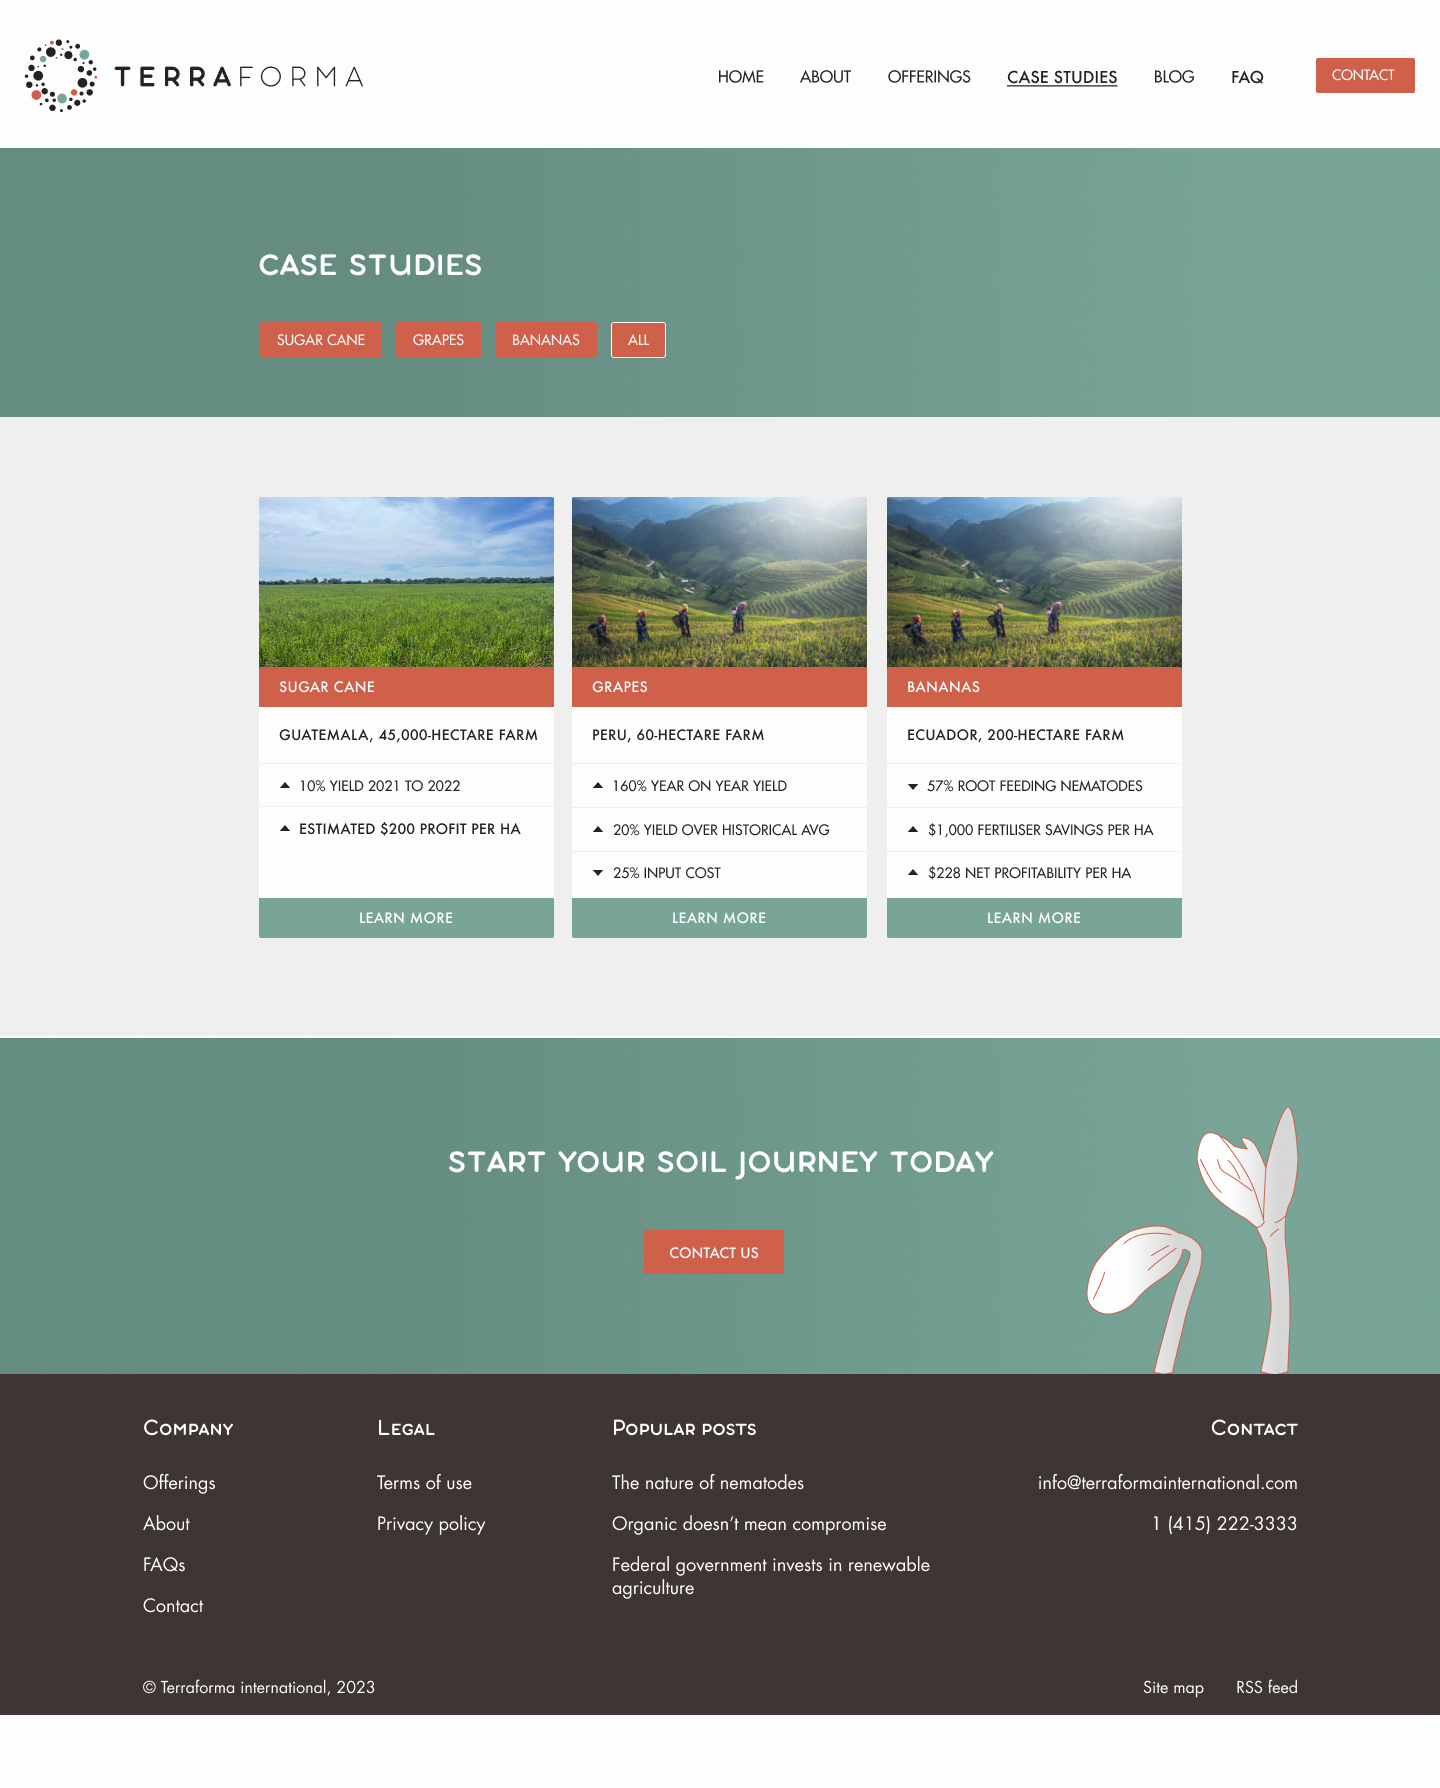 TERRAFORMA
HOME ABOUT OFFERINGS CASE STUDIES BLOG FAQ CONTACT
CASE STUDIES
SUGAR CANE GRAPES BANANAS ALL
SUGAR CANE
GUATEMALA, 45,000-HECTARE FARM
10% YIELD 2021 TO 2022
ESTIMATED $200 PROFIT PER HA
LEARN MORE
GRAPES
PERU, 60-HECTARE FARM
160% YEAR ON YEAR YIELD
20% YIELD OVER HISTORICAL AVG
25% INPUT COST
LEARN MORE
BANANAS
ECUADOR, 200-HECTARE FARM
57% ROOT FEEDING NEMATODES
$1,000 FERTILISER SAVINGS PER HA
$228 NET PROFITABILITY PER HA
LEARN MORE
START YOUR SOIL JOURNEY TODAY
CONTACT US
Company
Offerings
About
FAQs
Contact
Legal
Terms of use
Privacy policy
Popular posts
The nature of nematodes
Organic doesn't mean compromise
Federal government invests in renewable
agriculture
Contact
info@terraformainternational.com
1 (415) 222-3333
© Terraforma international, 2023
Site map RSS feed